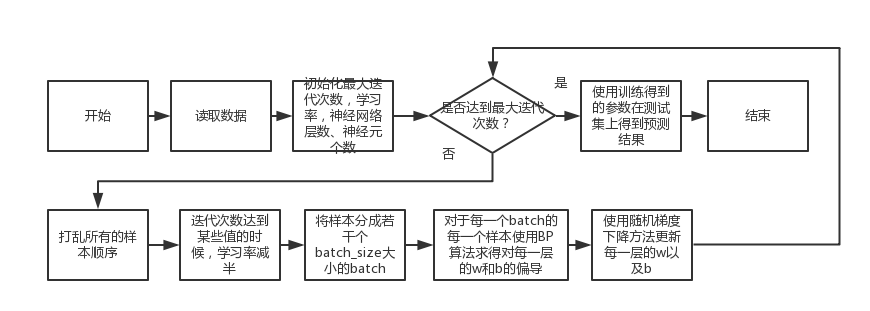 开始
读取数据
初始化最大迭
代次数，学习
率，神经网络
层数、神经元
个数
是否达到最大迭代
次数？
是
使用训练得到
的参数在测试
集上得到预测
结果
结束
否
打乱所有的样
本顺序
迭代次数达到
某些值的时
候，学习率减
半
将样本分成若
干个
batch_size大
小的batch
对于每一个batch的
每一个样本使用BP
算法求得对每一层
的w和b的偏导
使用随机梯度
下降方法更新
每一层的w以
及b